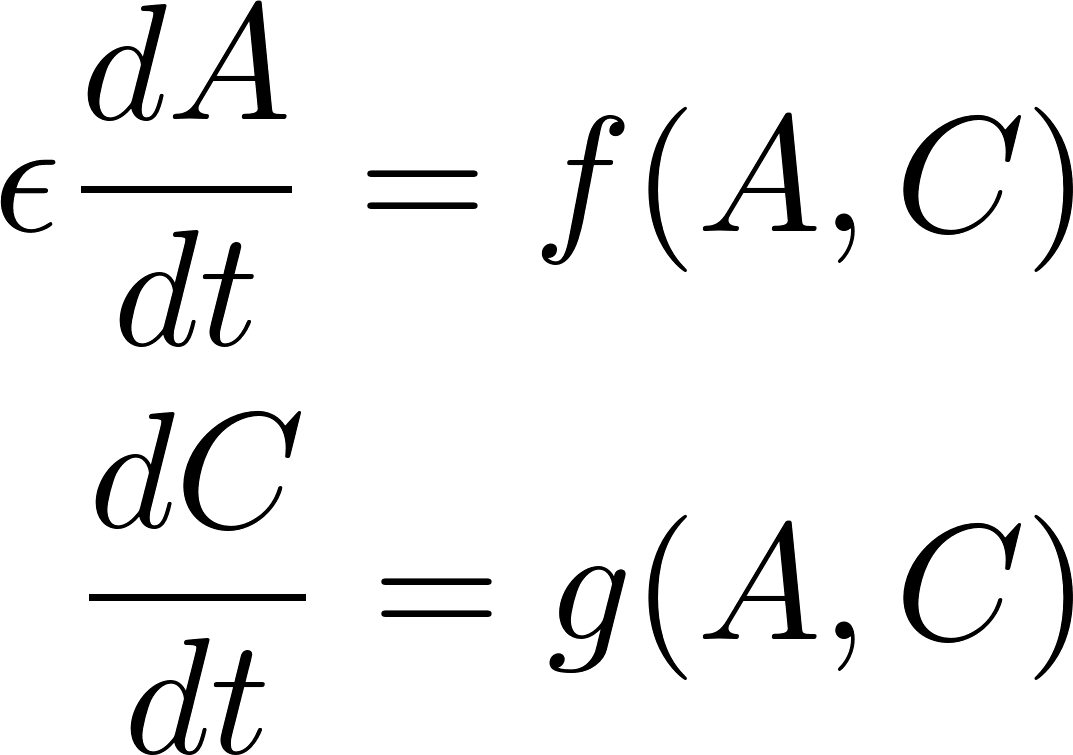 ϵ dA/dt = f(A, C)
dC/dt = g(A, C)